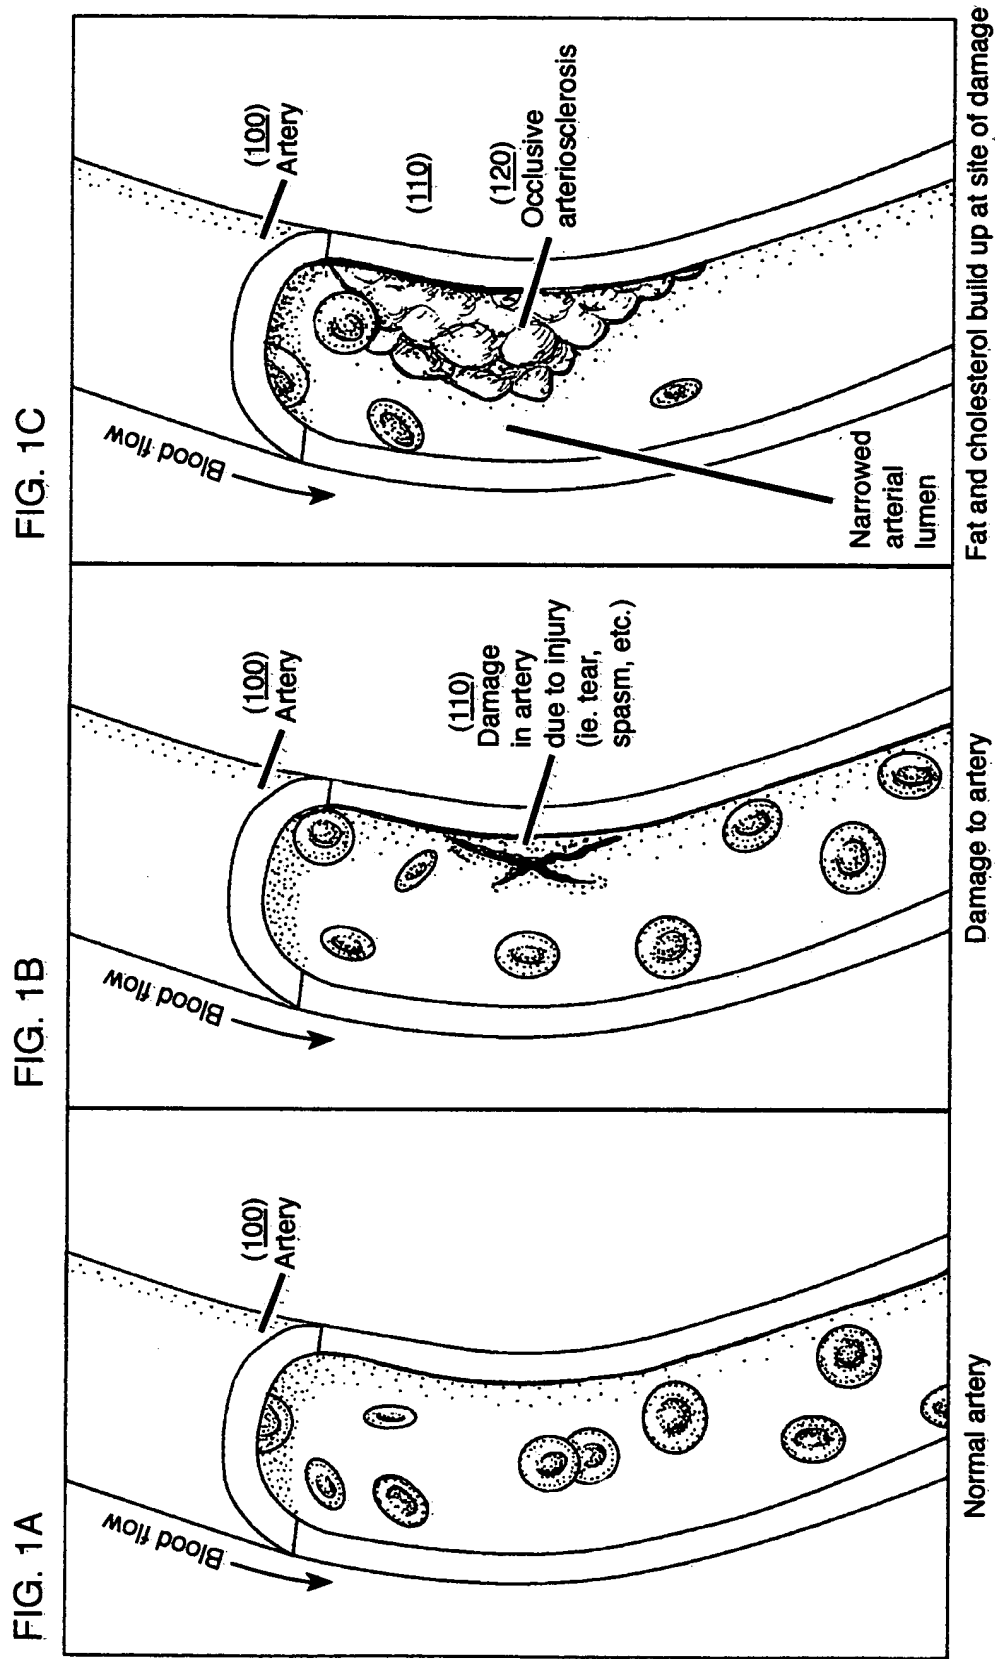 FIG. 1A
Blood flow
(100)
Artery
Normal artery
FIG. 1B
Blood flow
(100)
Artery
(110)
Damage
in artery
due to injury
(ie. tear,
spasm, etc.)
Damage to artery
FIG. 1C
Blood flow
(100)
Artery
(110)
(120)
Occlusive
arteriosclerosis
Narrowed
arterial
lumen
Fat and cholesterol build up at site of damage